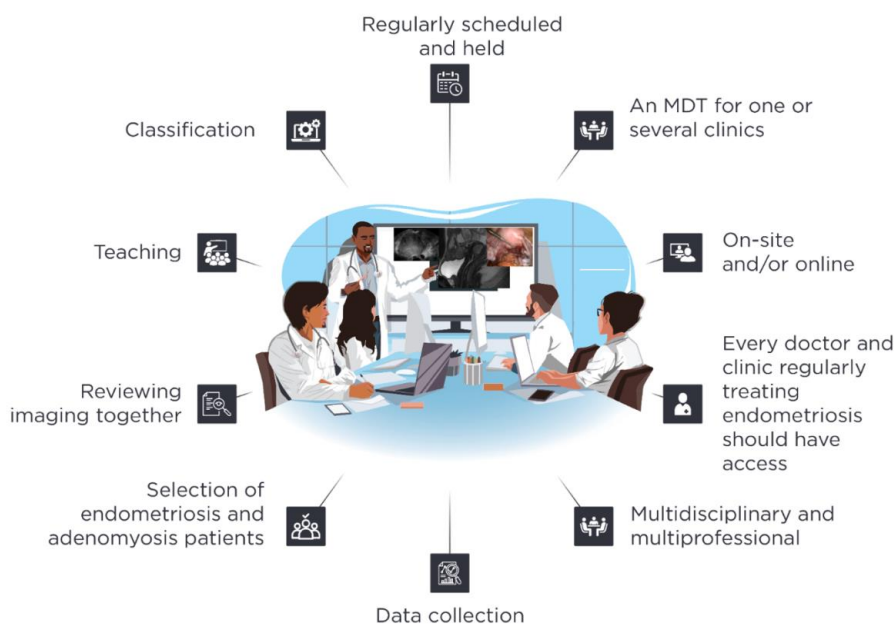 Regularly scheduled
and held
An MDT for one or
several clinics
On-site
and/or online
Every doctor and
clinic regularly
treating
endometriosis
should have
access
Multidisciplinary and
multiprofessional
Data collection
Selection of
endometriosis and
adenomyosis patients
Reviewing
imaging together
Teaching
Classification